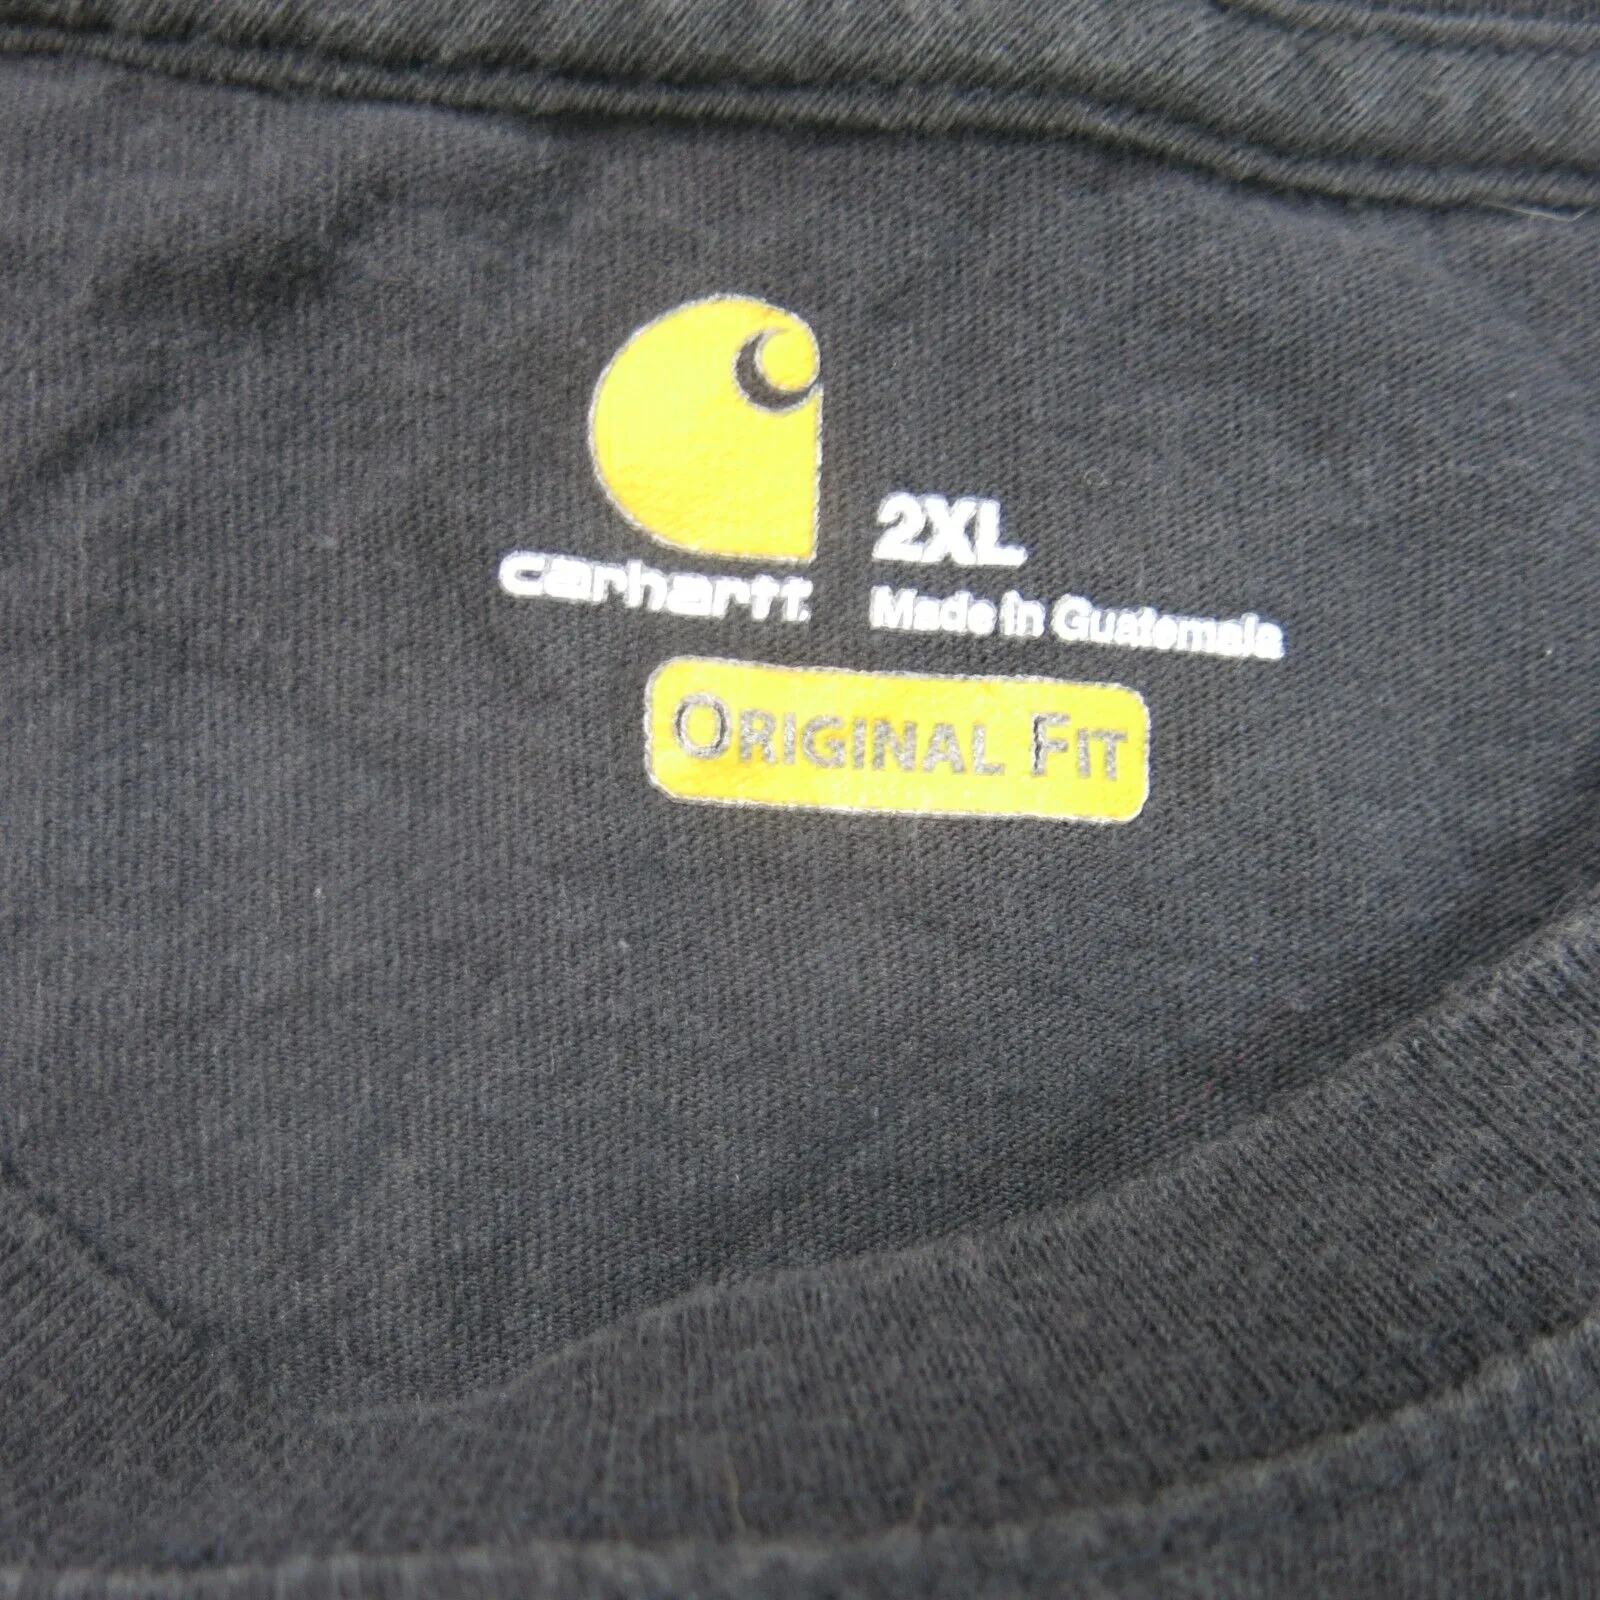 2XL
carhartt.
Made in Guatemala
ORIGINAL FIT